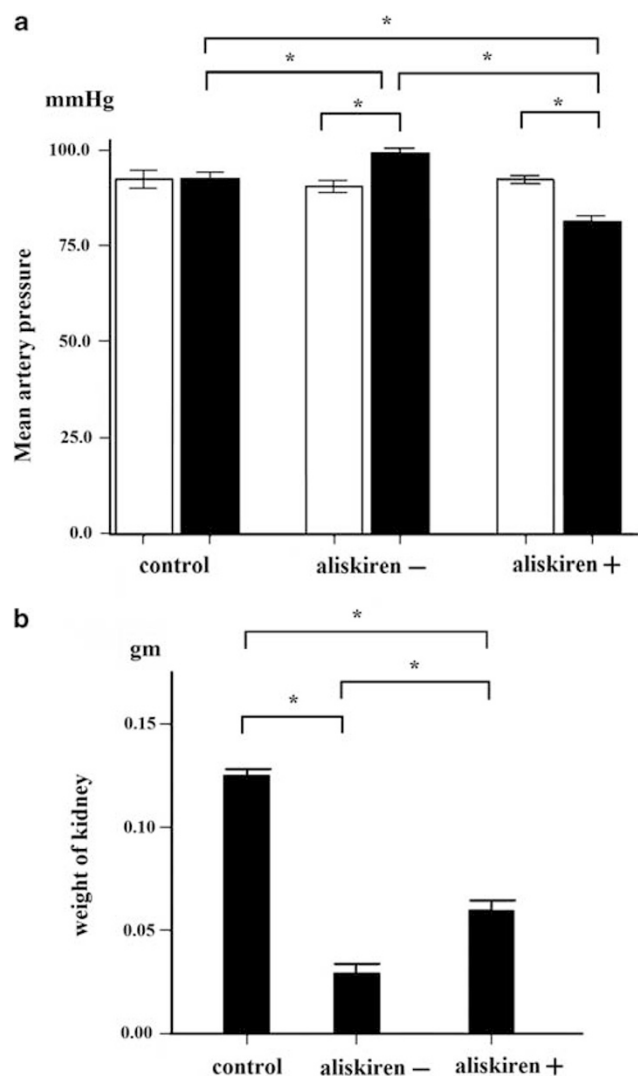 a
*
*
*
mmHg
*
*
100.0
75.0
50.0
25.0
0.0
Mean artery pressure
control
aliskiren —
aliskiren +
b
*
gm
*
*
0.15
0.10
0.05
0.00
weight of kidney
control
aliskiren —
aliskiren +